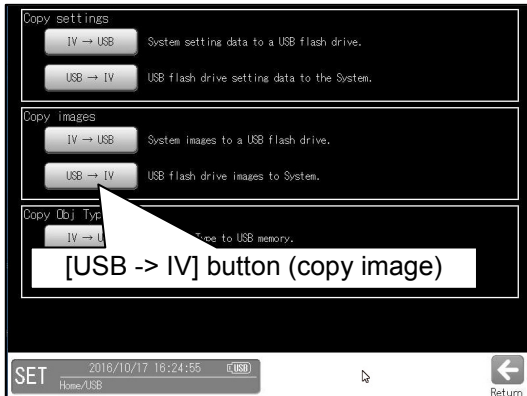 Copy settings
IV → USB System setting data to a USB flash drive.
USB → IV USB flash drive setting data to the System.
Copy images
IV → USB System images to a USB flash drive.
USB → IV USB flash drive images to System.
Copy Obj Typ
IV → U Type to USB memory.
[USB -> IV] button (copy image)
SET 2016/10/17 16:24:55 USB
Home/USB
Return